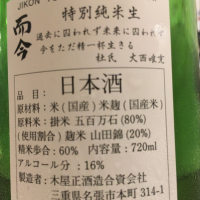 JIKON
而今
特別純米生
過去に囚われず未来に囚われず
今をただ精一杯生きる
杜氏 大西唯克
品目: 日本酒
原材料: 米(国産)米麹(国産米)
原料米: 掛米 五百万石(80%)
(使用割合) 麹米 山田錦(20%)
精米歩合: 60% 内容量: 720ml
アルコール分 : 16%
製造者: 木屋正酒造合資会社
三重県名張市本町 314-1